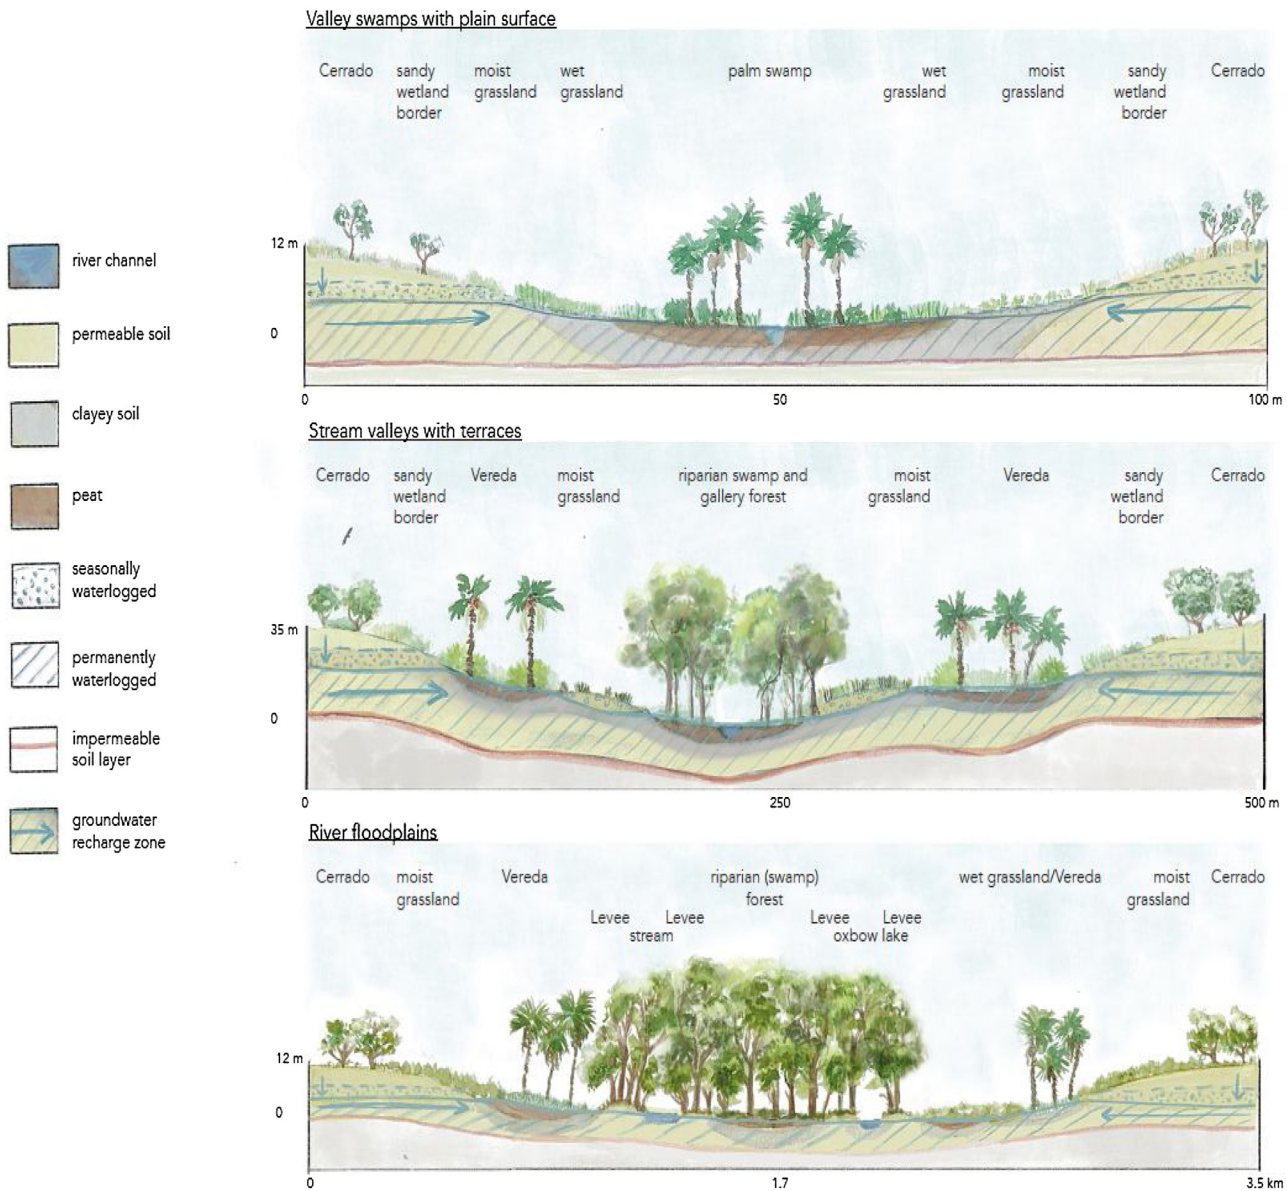 Valley swamps with plain surface
Cerrado
sandy
wetland
border
moist
grassland
wet
grassland
palm swamp
wet
grassland
moist
grassland
sandy
wetland
border
Cerrado
12 m
0
0
50
100 m
river channel
permeable soil
clayey soil
peat
seasonally
waterlogged
permanently
waterlogged
impermeable
soil layer
groundwater
recharge zone
Stream valleys with terraces
Cerrado
sandy
wetland
border
Vereda
moist
grassland
riparian swamp and
gallery forest
moist
grassland
Vereda
sandy
wetland
border
Cerrado
35 m
0
0
250
500 m
River floodplains
Cerrado
moist
grassland
Vereda
riparian (swamp)
forest
wet grassland/Vereda
moist
grassland
Cerrado
Levee
Levee
stream
Levee
Levee
oxbow lake
12 m
0
0
1.7
3.5 km